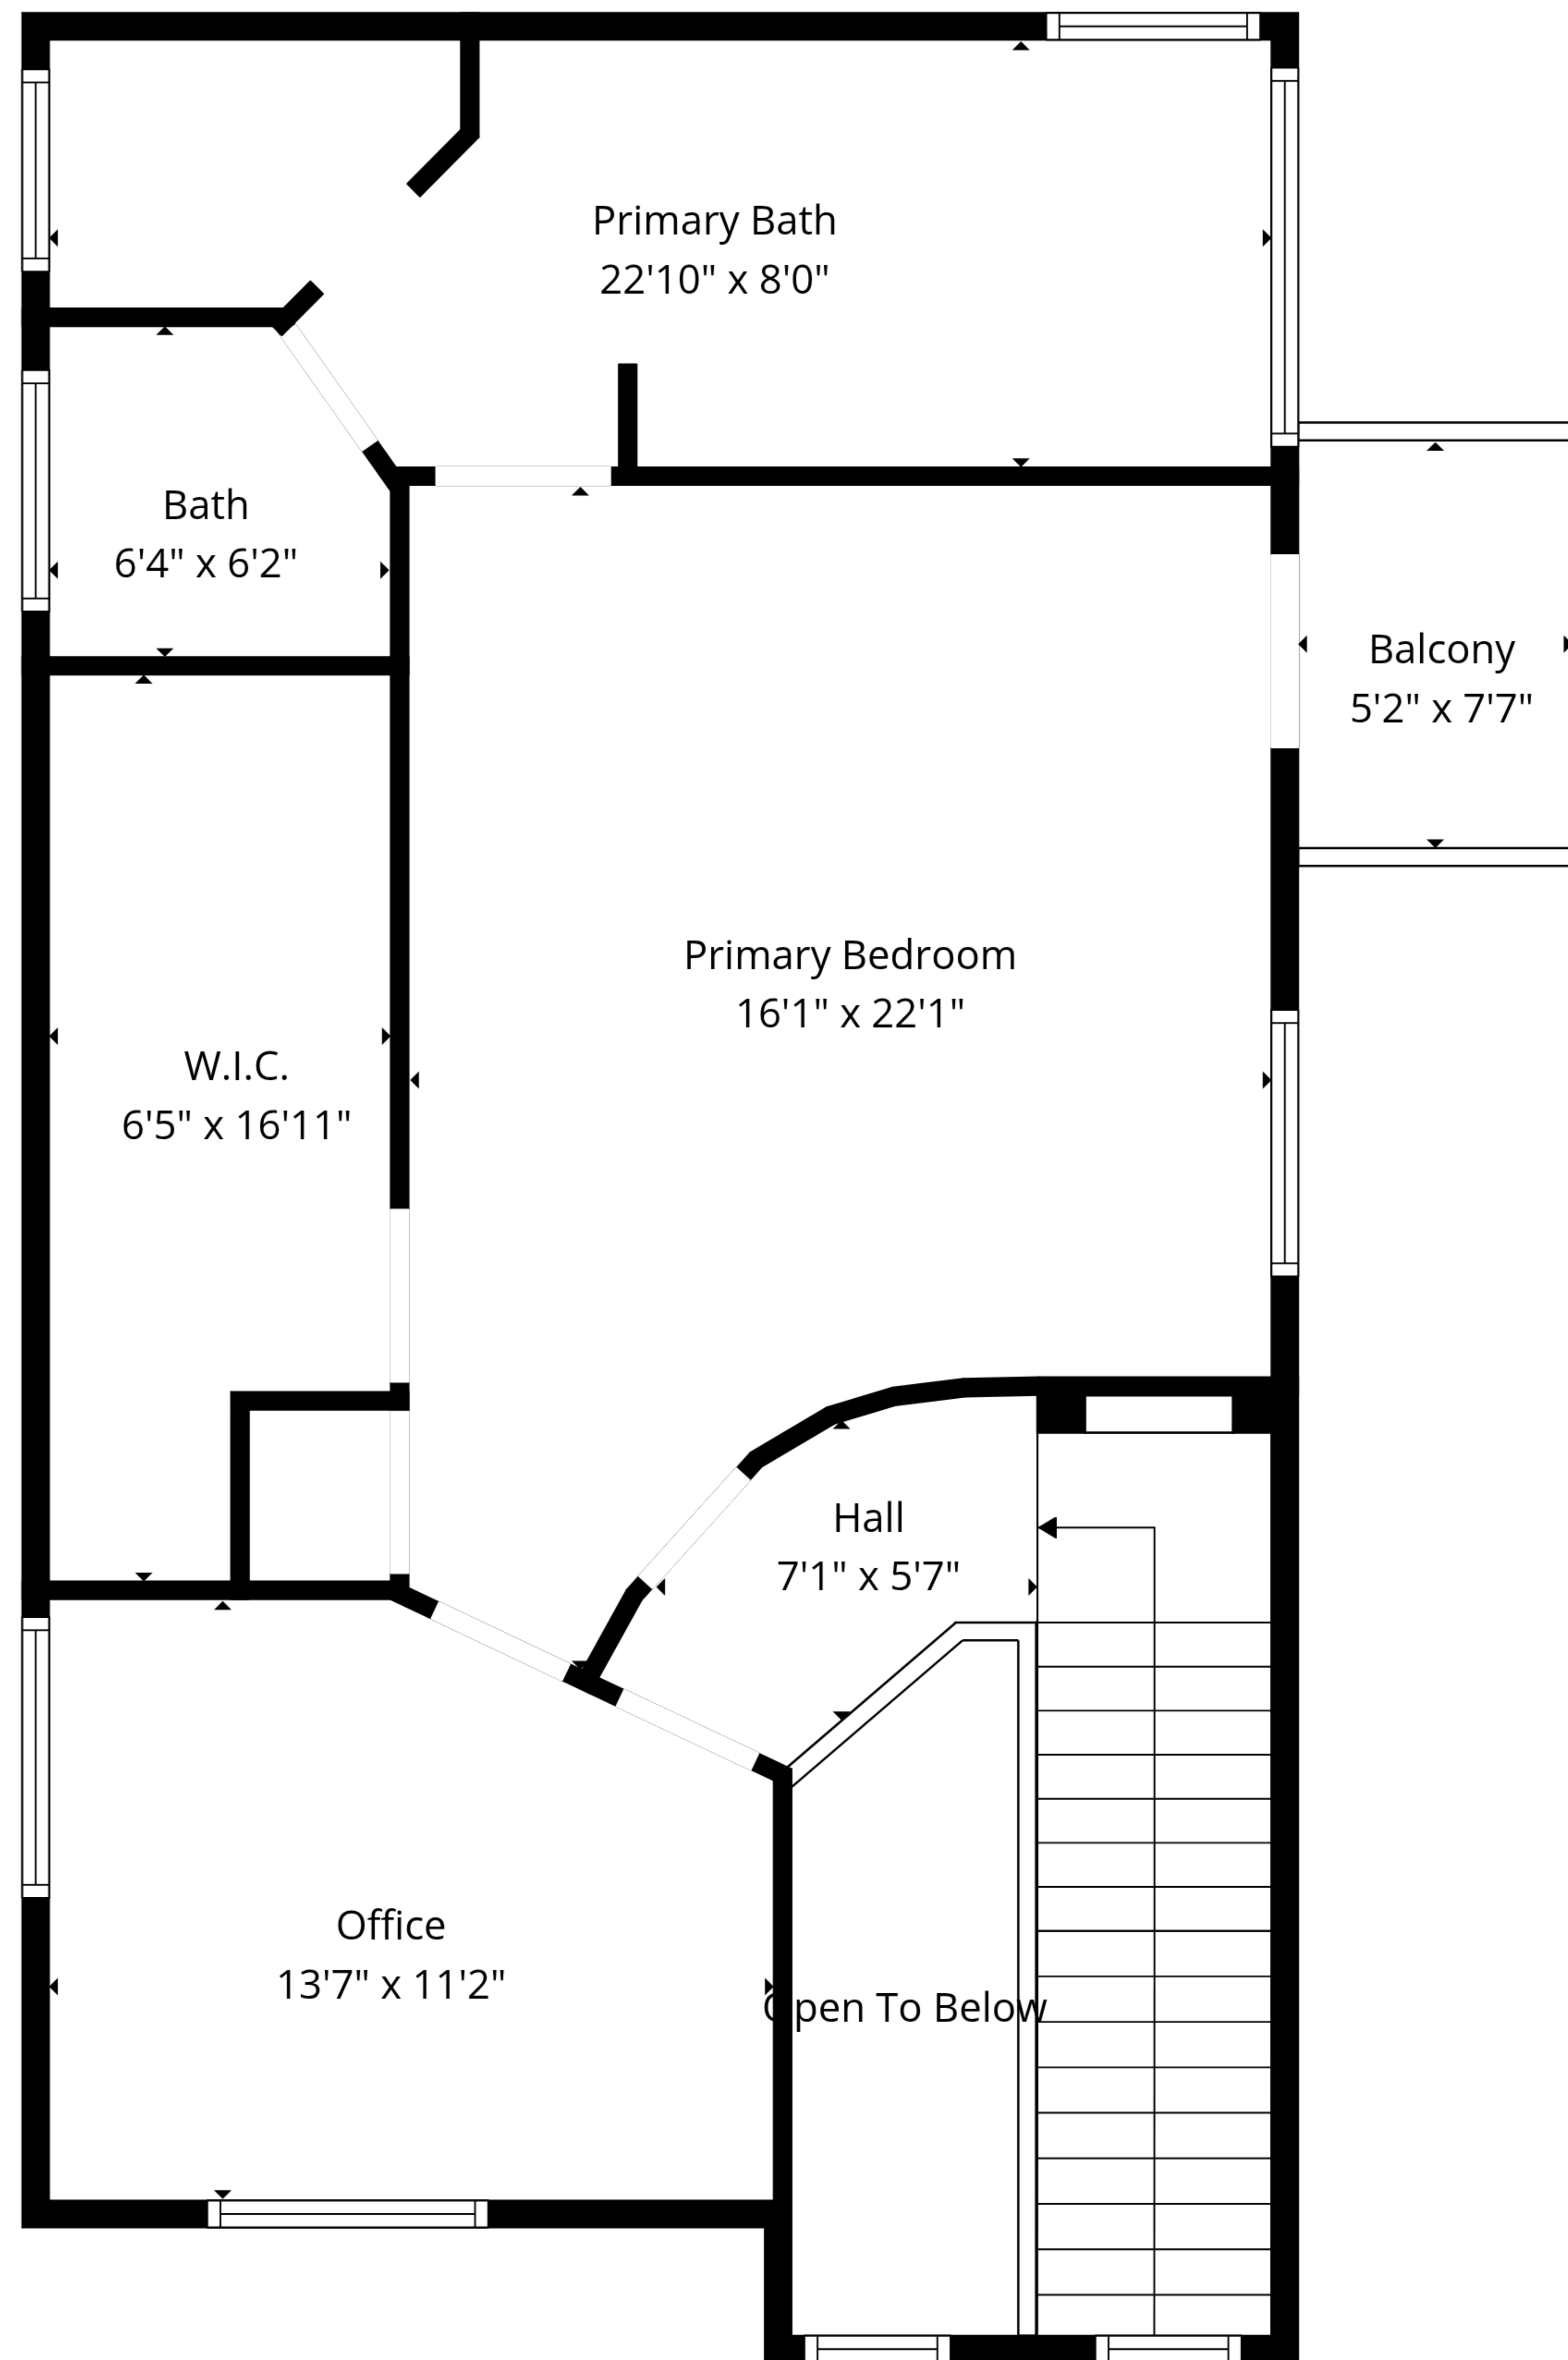 Primary Bath
22'10" x 8'0"
Bath
6'4" x 6'2"
Balcony
5'2" x 7'7"
Primary Bedroom
16'1" x 22'1"
W.I.C.
6'5" x 16'11"
Hall
7'1" x 5'7"
Office
13'7" x 11'2"
Open To Below